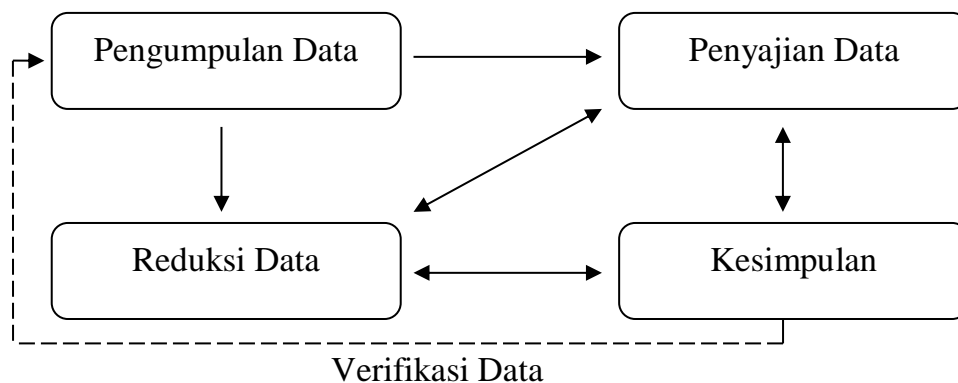 Pengumpulan Data
Penyajian Data
Reduksi Data
Kesimpulan
Verifikasi Data